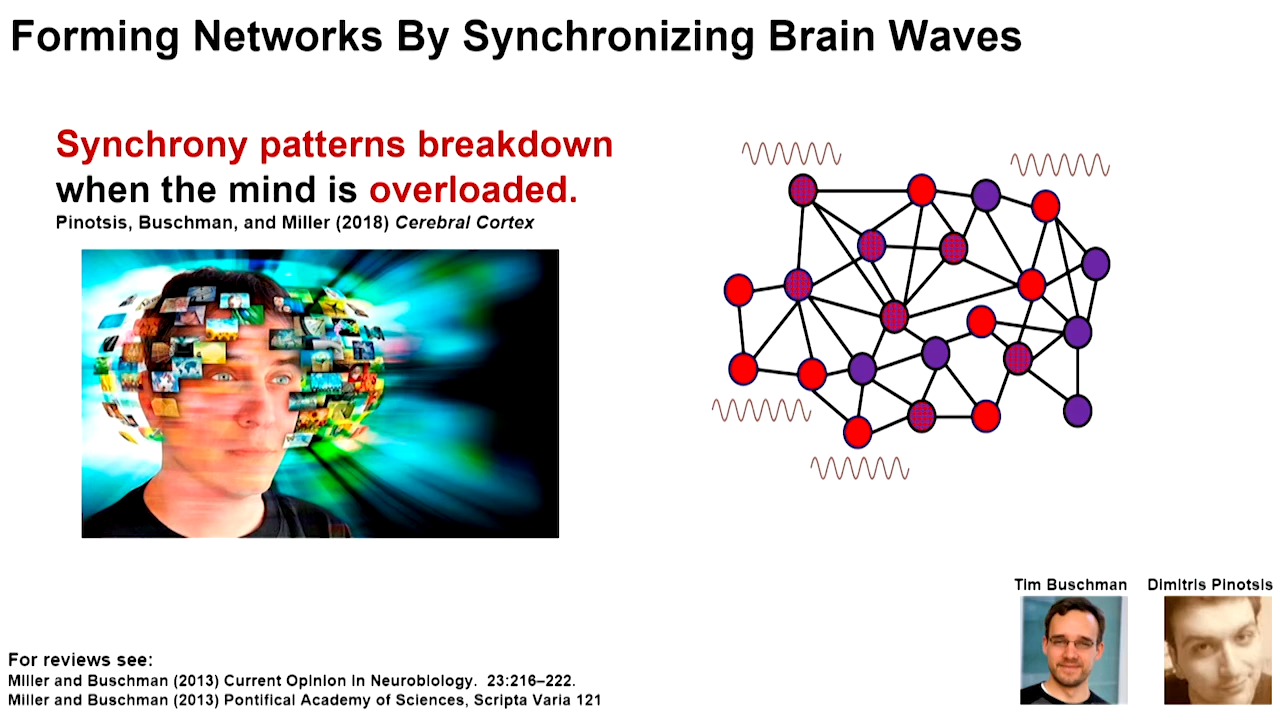 Forming Networks By Synchronizing Brain Waves
Synchrony patterns breakdown
when the mind is overloaded.
Pinotsis, Buschman, and Miller (2018) Cerebral Cortex
Tim Buschman
Dimitris Pinotsis
For reviews see:
Miller and Buschman (2013) Current Opinion in Neurobiology. 23:216–222.
Miller and Buschman (2013) Pontifical Academy of Sciences, Scripta Varia 121